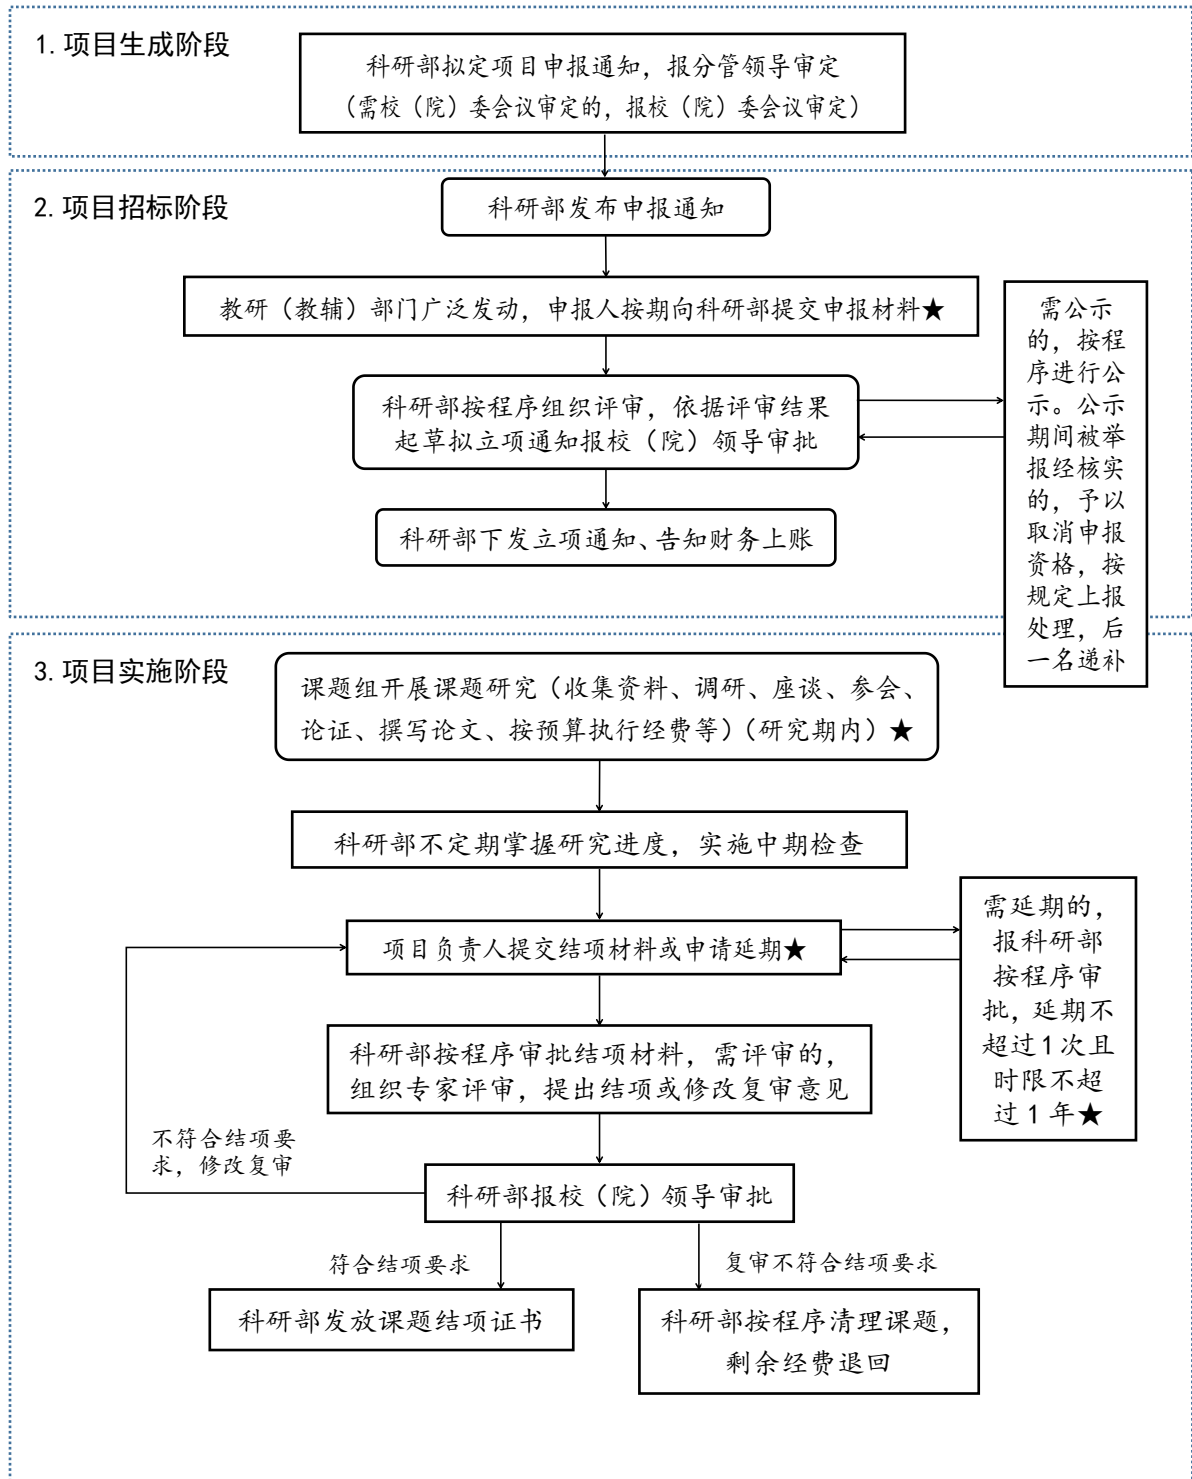 1.项目生成阶段
科研部拟定项目申报通知，报分管领导审定
（需校（院）委会议审定的，报校（院）委会议审定）
2.项目招标阶段
科研部发布申报通知
教研（教辅）部门广泛发动，申报人按期向科研部提交申报材料★
科研部按程序组织评审，依据评审结果
起草拟立项通知报校（院）领导审批
需公示
的，按程
序进行公
示。公示
期间被举
报经核实
的，予以
取消申报
资格，按
规定上报
处理，后
一名递补
科研部下发立项通知、告知财务上账
3.项目实施阶段
课题组开展课题研究（收集资料、调研、座谈、参会、
论证、撰写论文、按预算执行经费等）（研究期内）★
科研部不定期掌握研究进度，实施中期检查
项目负责人提交结项材料或申请延期★
需延期的，
报科研部
按程序审
批，延期不
超过1次且
时限不超
过1年★
科研部按程序审批结项材料，需评审的，
组织专家评审，提出结项或修改复审意见
不符合结项要
求，修改复审
科研部报校（院）领导审批
符合结项要求
复审不符合结项要求
科研部发放课题结项证书
科研部按程序清理课题，
剩余经费退回